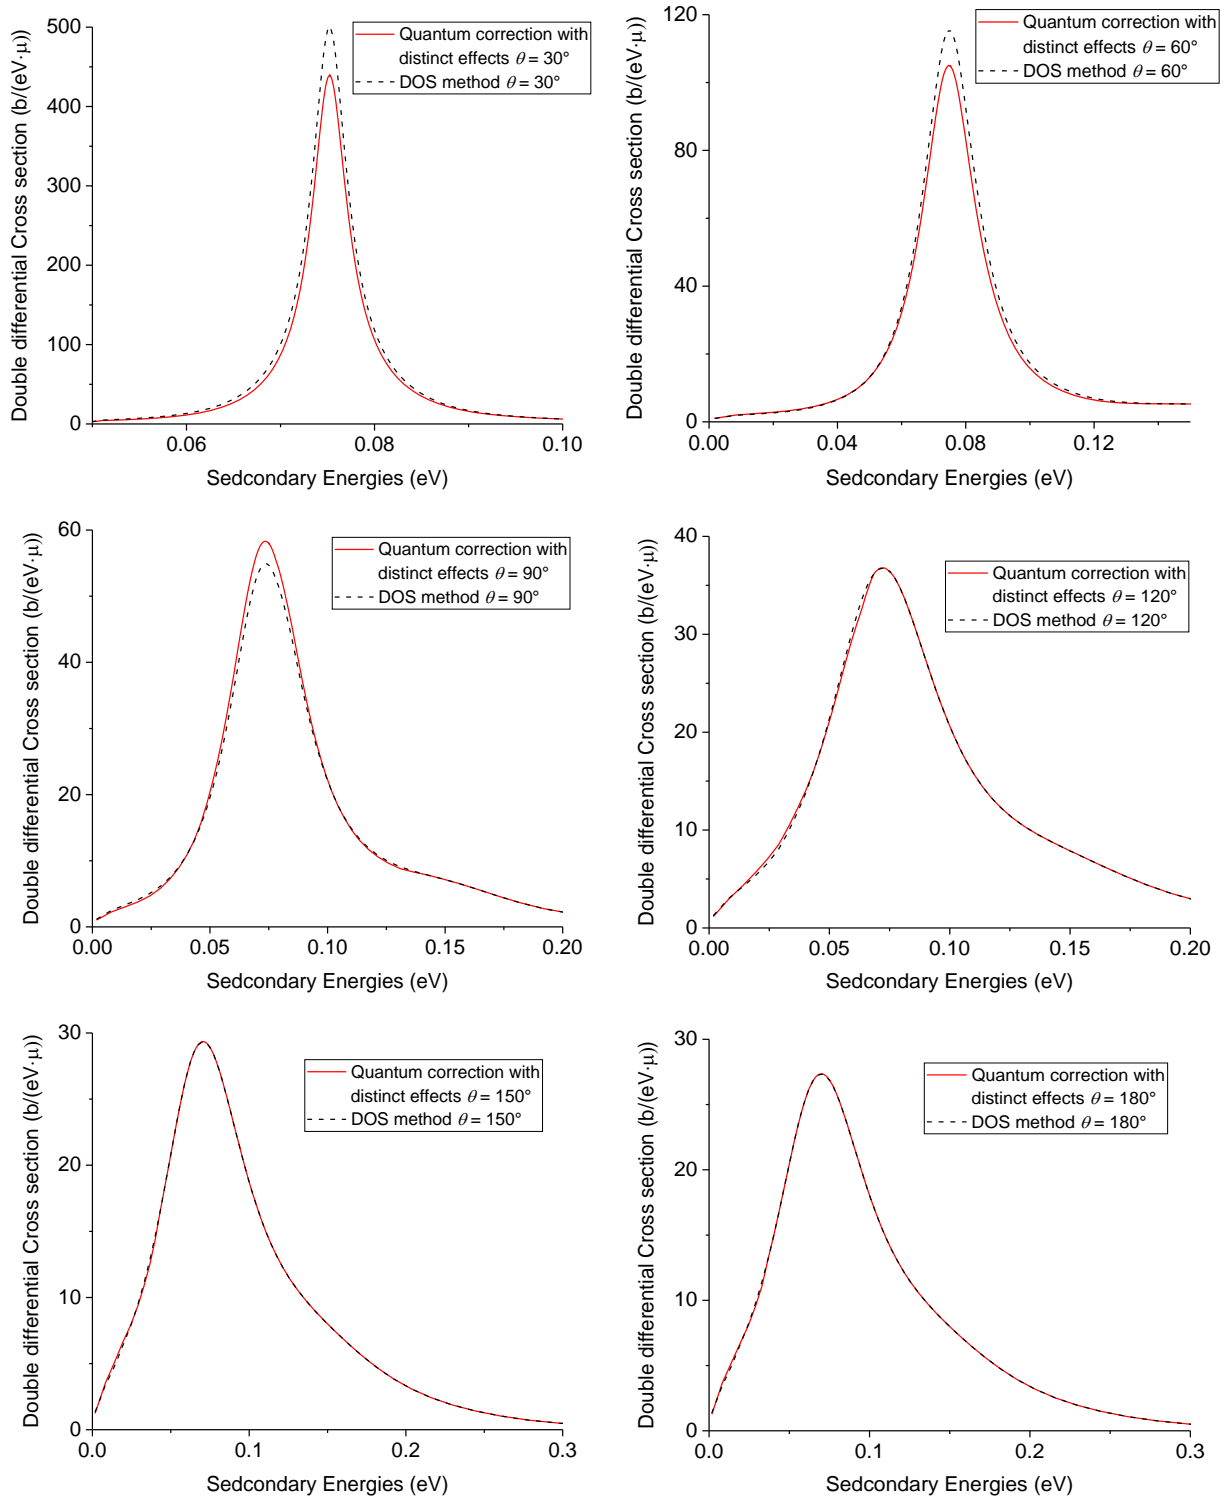 Double differential Cross section (b/(eV·μ))
500
400
300
200
100
0
Quantum correction with
distinct effects θ = 30°
DOS method θ = 30°
0.06
0.08
0.10
Sedcondary Energies (eV)
Double differential Cross section (b/(eV·μ))
120
80
40
0
Quantum correction with
distinct effects θ = 60°
DOS method θ = 60°
0.00
0.04
0.08
0.12
Sedcondary Energies (eV)
Double differential Cross section (b/(eV·μ))
60
40
20
0
Quantum correction with
distinct effects θ = 90°
DOS method θ = 90°
0.00
0.05
0.10
0.15
0.20
Sedcondary Energies (eV)
Double differential Cross section (b/(eV·μ))
40
30
20
10
0
Quantum correction with
distinct effects θ = 120°
DOS method θ = 120°
0.00
0.05
0.10
0.15
0.20
Sedcondary Energies (eV)
Double differential Cross section (b/(eV·μ))
30
20
10
0
Quantum correction with
distinct effects θ = 150°
DOS method θ = 150°
0.0
0.1
0.2
0.3
Sedcondary Energies (eV)
Double differential Cross section (b/(eV·μ))
30
20
10
0
Quantum correction with
distinct effects θ = 180°
DOS method θ = 180°
0.0
0.1
0.2
0.3
Sedcondary Energies (eV)